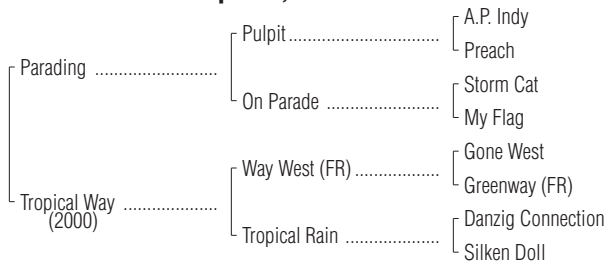 A.P. Indy
Pulpit
Preach
Parading
Storm Cat
On Parade
My Flag
Gone West
Way West (FR)
Greenway (FR)
Tropical Way
(2000)
Danzig Connection
Tropical Rain
Silken Doll